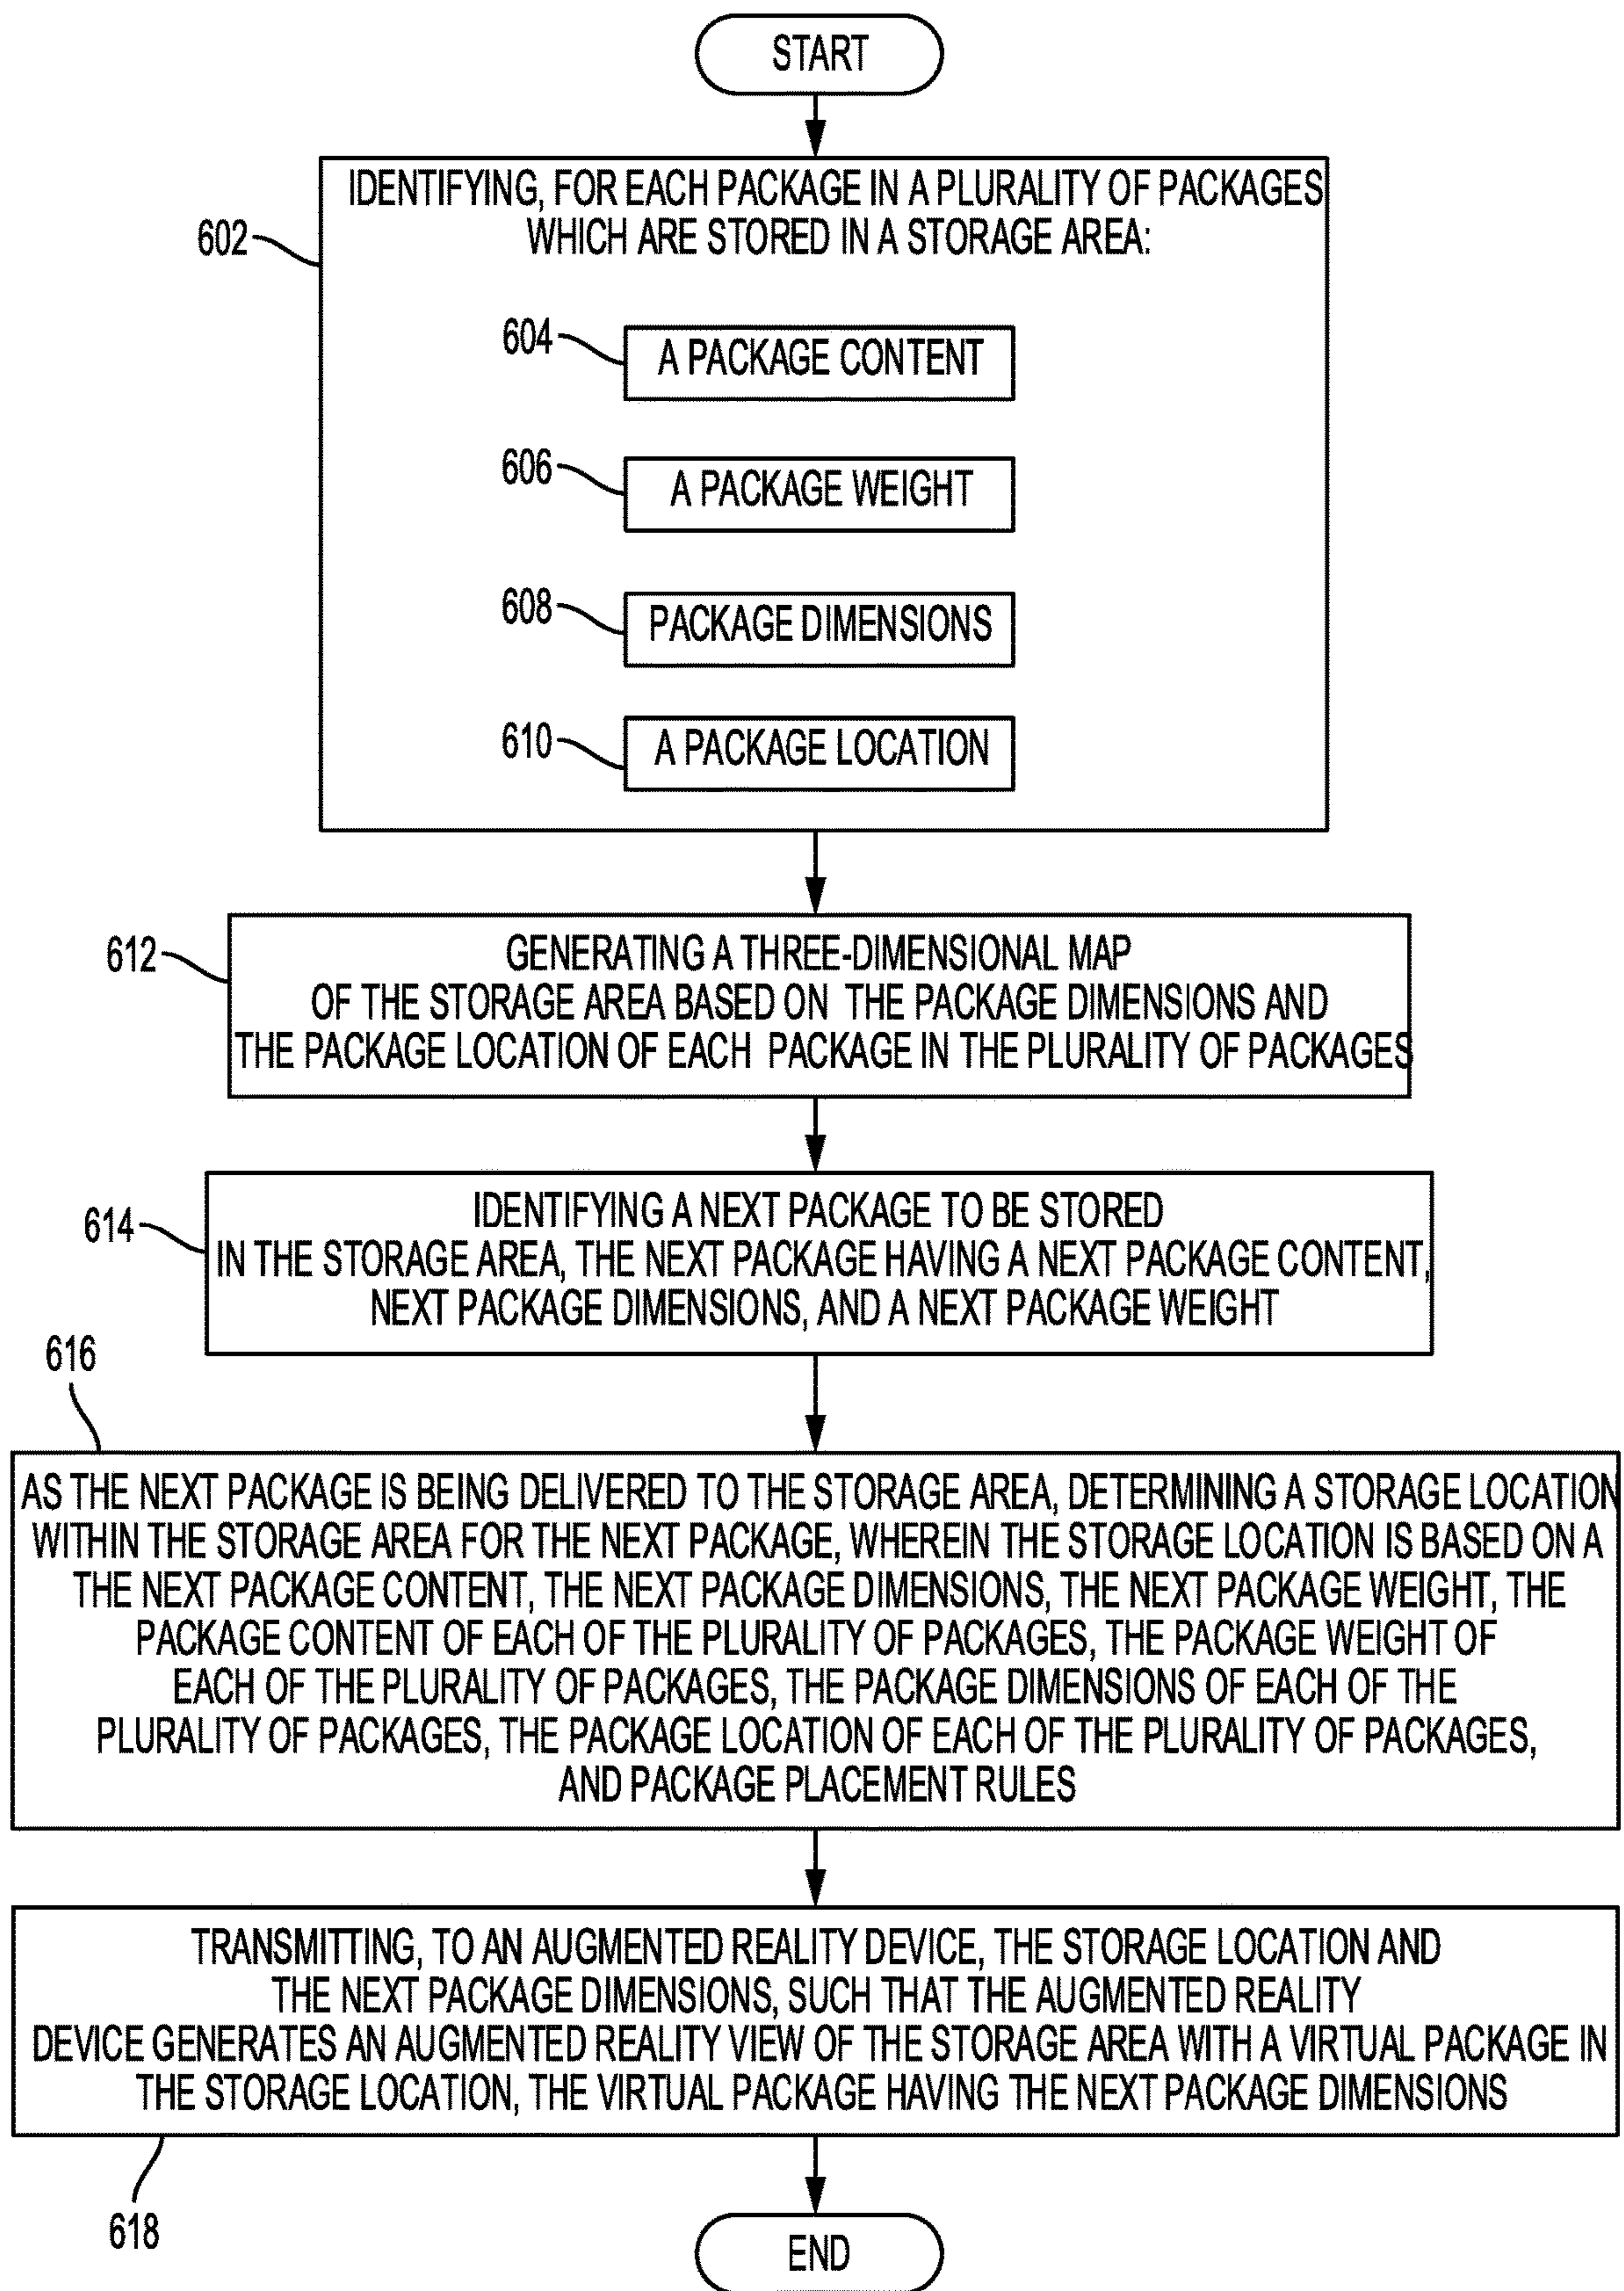 START
IDENTIFYING, FOR EACH PACKAGE IN A PLURALITY OF PACKAGES
WHICH ARE STORED IN A STORAGE AREA:
602
604
A PACKAGE CONTENT
606
A PACKAGE WEIGHT
608
PACKAGE DIMENSIONS
610
A PACKAGE LOCATION
612
GENERATING A THREE-DIMENSIONAL MAP
OF THE STORAGE AREA BASED ON THE PACKAGE DIMENSIONS AND
THE PACKAGE LOCATION OF EACH PACKAGE IN THE PLURALITY OF PACKAGES
614
IDENTIFYING A NEXT PACKAGE TO BE STORED
IN THE STORAGE AREA, THE NEXT PACKAGE HAVING A NEXT PACKAGE CONTENT,
NEXT PACKAGE DIMENSIONS, AND A NEXT PACKAGE WEIGHT
616
AS THE NEXT PACKAGE IS BEING DELIVERED TO THE STORAGE AREA, DETERMINING A STORAGE LOCATION
WITHIN THE STORAGE AREA FOR THE NEXT PACKAGE, WHEREIN THE STORAGE LOCATION IS BASED ON A
THE NEXT PACKAGE CONTENT, THE NEXT PACKAGE DIMENSIONS, THE NEXT PACKAGE WEIGHT, THE
PACKAGE CONTENT OF EACH OF THE PLURALITY OF PACKAGES, THE PACKAGE WEIGHT OF
EACH OF THE PLURALITY OF PACKAGES, THE PACKAGE DIMENSIONS OF EACH OF THE
PLURALITY OF PACKAGES, THE PACKAGE LOCATION OF EACH OF THE PLURALITY OF PACKAGES,
AND PACKAGE PLACEMENT RULES
TRANSMITTING, TO AN AUGMENTED REALITY DEVICE, THE STORAGE LOCATION AND
THE NEXT PACKAGE DIMENSIONS, SUCH THAT THE AUGMENTED REALITY
DEVICE GENERATES AN AUGMENTED REALITY VIEW OF THE STORAGE AREA WITH A VIRTUAL PACKAGE IN
THE STORAGE LOCATION, THE VIRTUAL PACKAGE HAVING THE NEXT PACKAGE DIMENSIONS
618
END